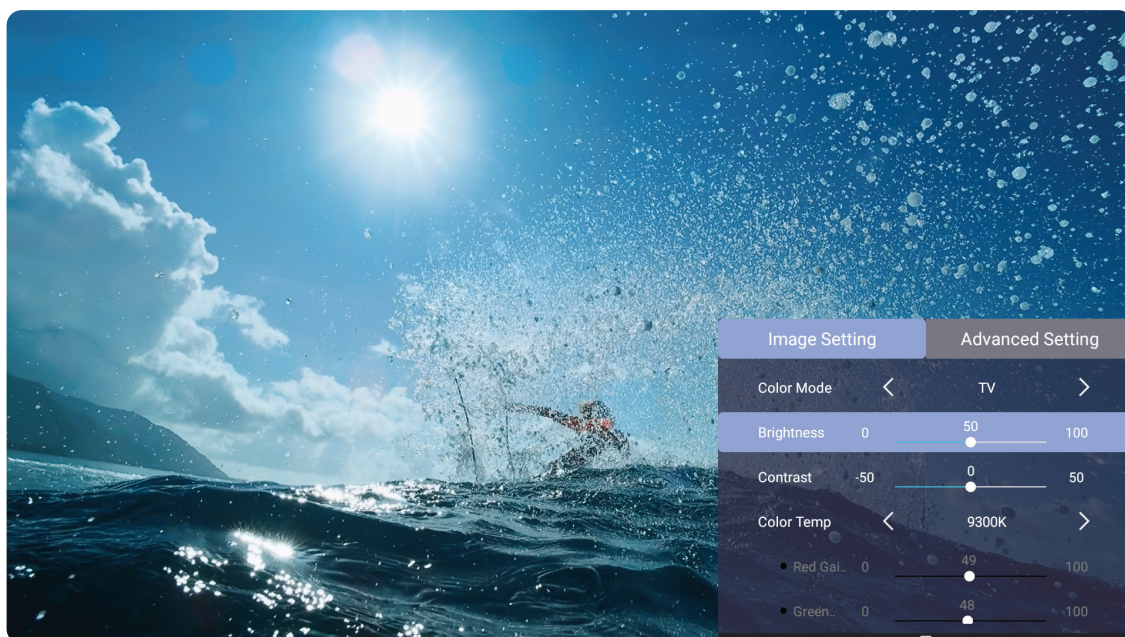 Image Setting Advanced Setting
Color Mode TV
Brightness 0 50 100
Contrast -50 0 50
Color Temp 9300K
Red Gai.. 0 49 100
Green.. 0 48 100